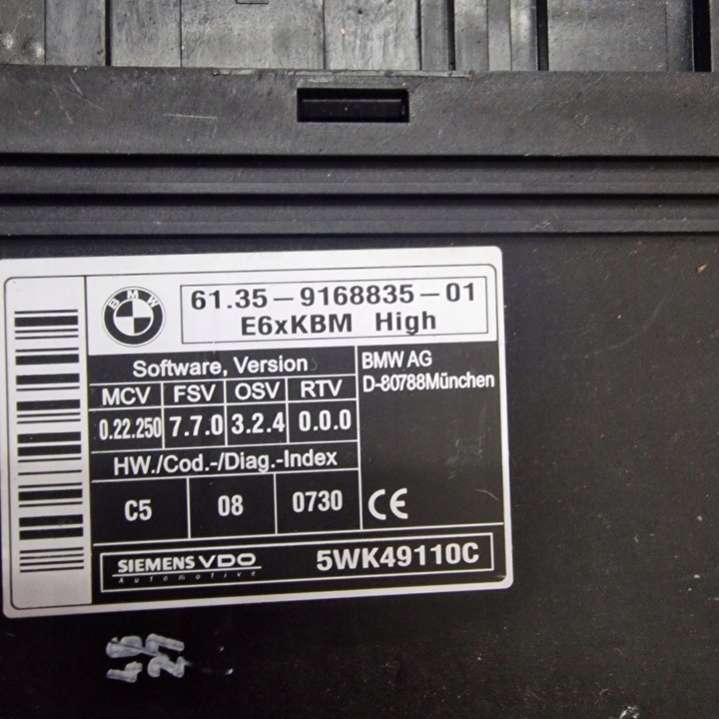 BMW
61.35-9168835-01
E6xKBM High
Software, Version
MCV FSV OSV RTV
0.22.250 7.7.0 3.2.4 0.0.0
HW./Cod.-/Diag.-Index
C5 08 0730
BMW AG
D-80788München
CE
SIEMENS VDO
Automotive
5WK49110C